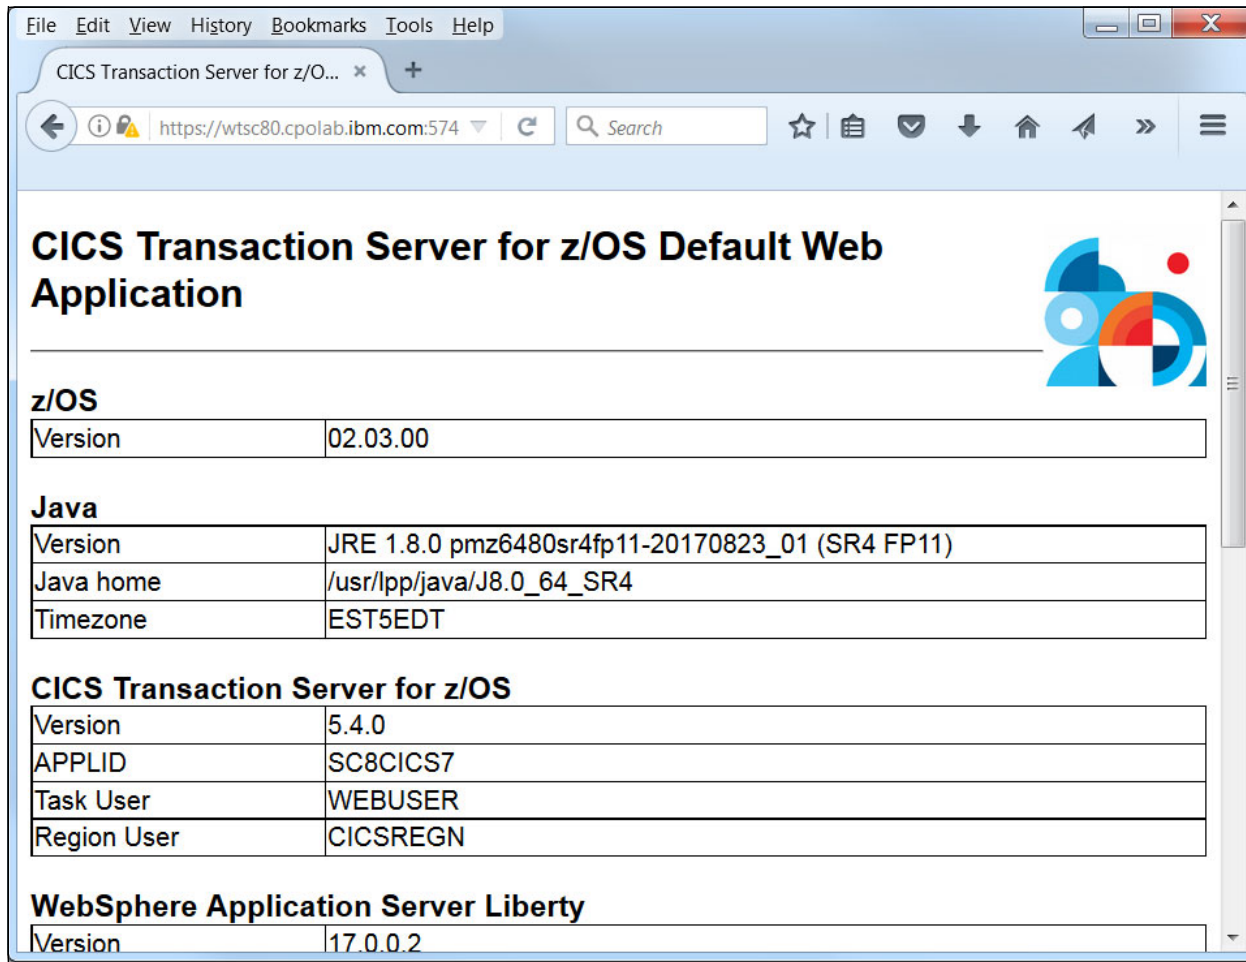 File Edit View History Bookmarks Tools Help
CICS Transaction Server for z/O...
https://wtsc80.cpolab.ibm.com:574 Search
CICS Transaction Server for z/OS Default Web
Application
z/OS
Version 02.03.00
Java
Version JRE 1.8.0 pmz6480sr4fp11-20170823_01 (SR4 FP11)
Java home /usr/lpp/java/J8.0_64_SR4
Timezone EST5EDT
CICS Transaction Server for z/OS
Version 5.4.0
APPLID SC8CICS7
Task User WEBUSER
Region User CICSREGN
WebSphere Application Server Liberty
Version 17.0.0.2